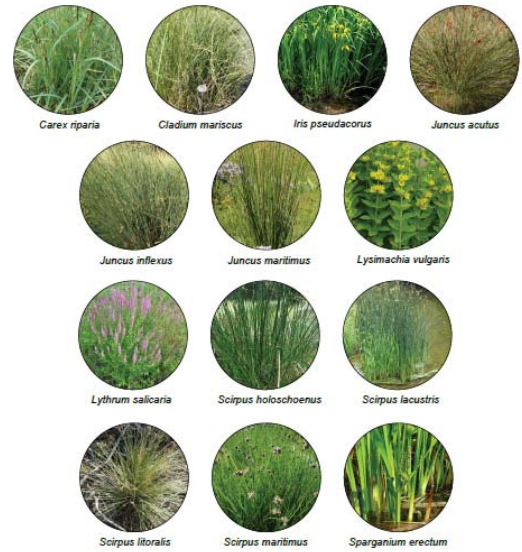 Carex riparia
Cladium mariscus
Iris pseudacorus
Juncus acutus
Juncus inflexus
Juncus maritimus
Lysimachia vulgaris
Lythrum salicaria
Scirpus holoschoenus
Scirpus lacustris
Scirpus litoralis
Scirpus maritimus
Sparganium erectum